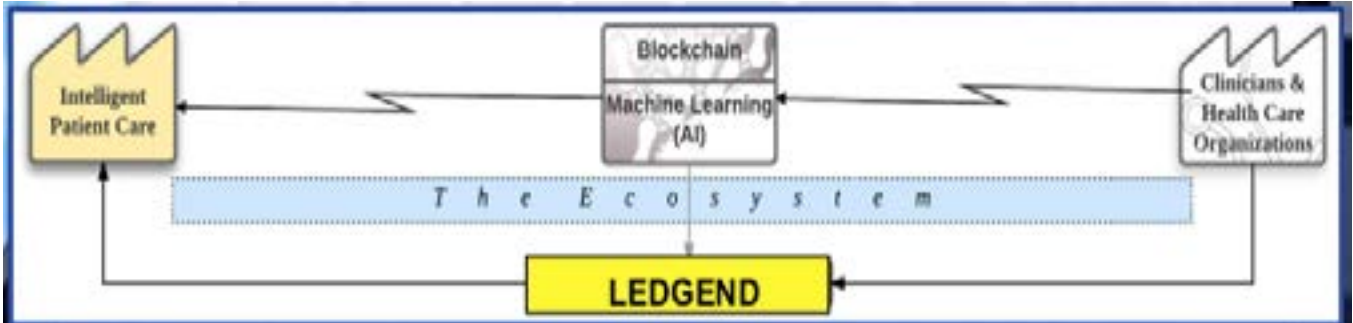 Intelligent
Patient Care
Blockchain
Machine Learning
(AI)
Clinicians &
Health Care
Organizations
The Ecosystem
LEDGEND